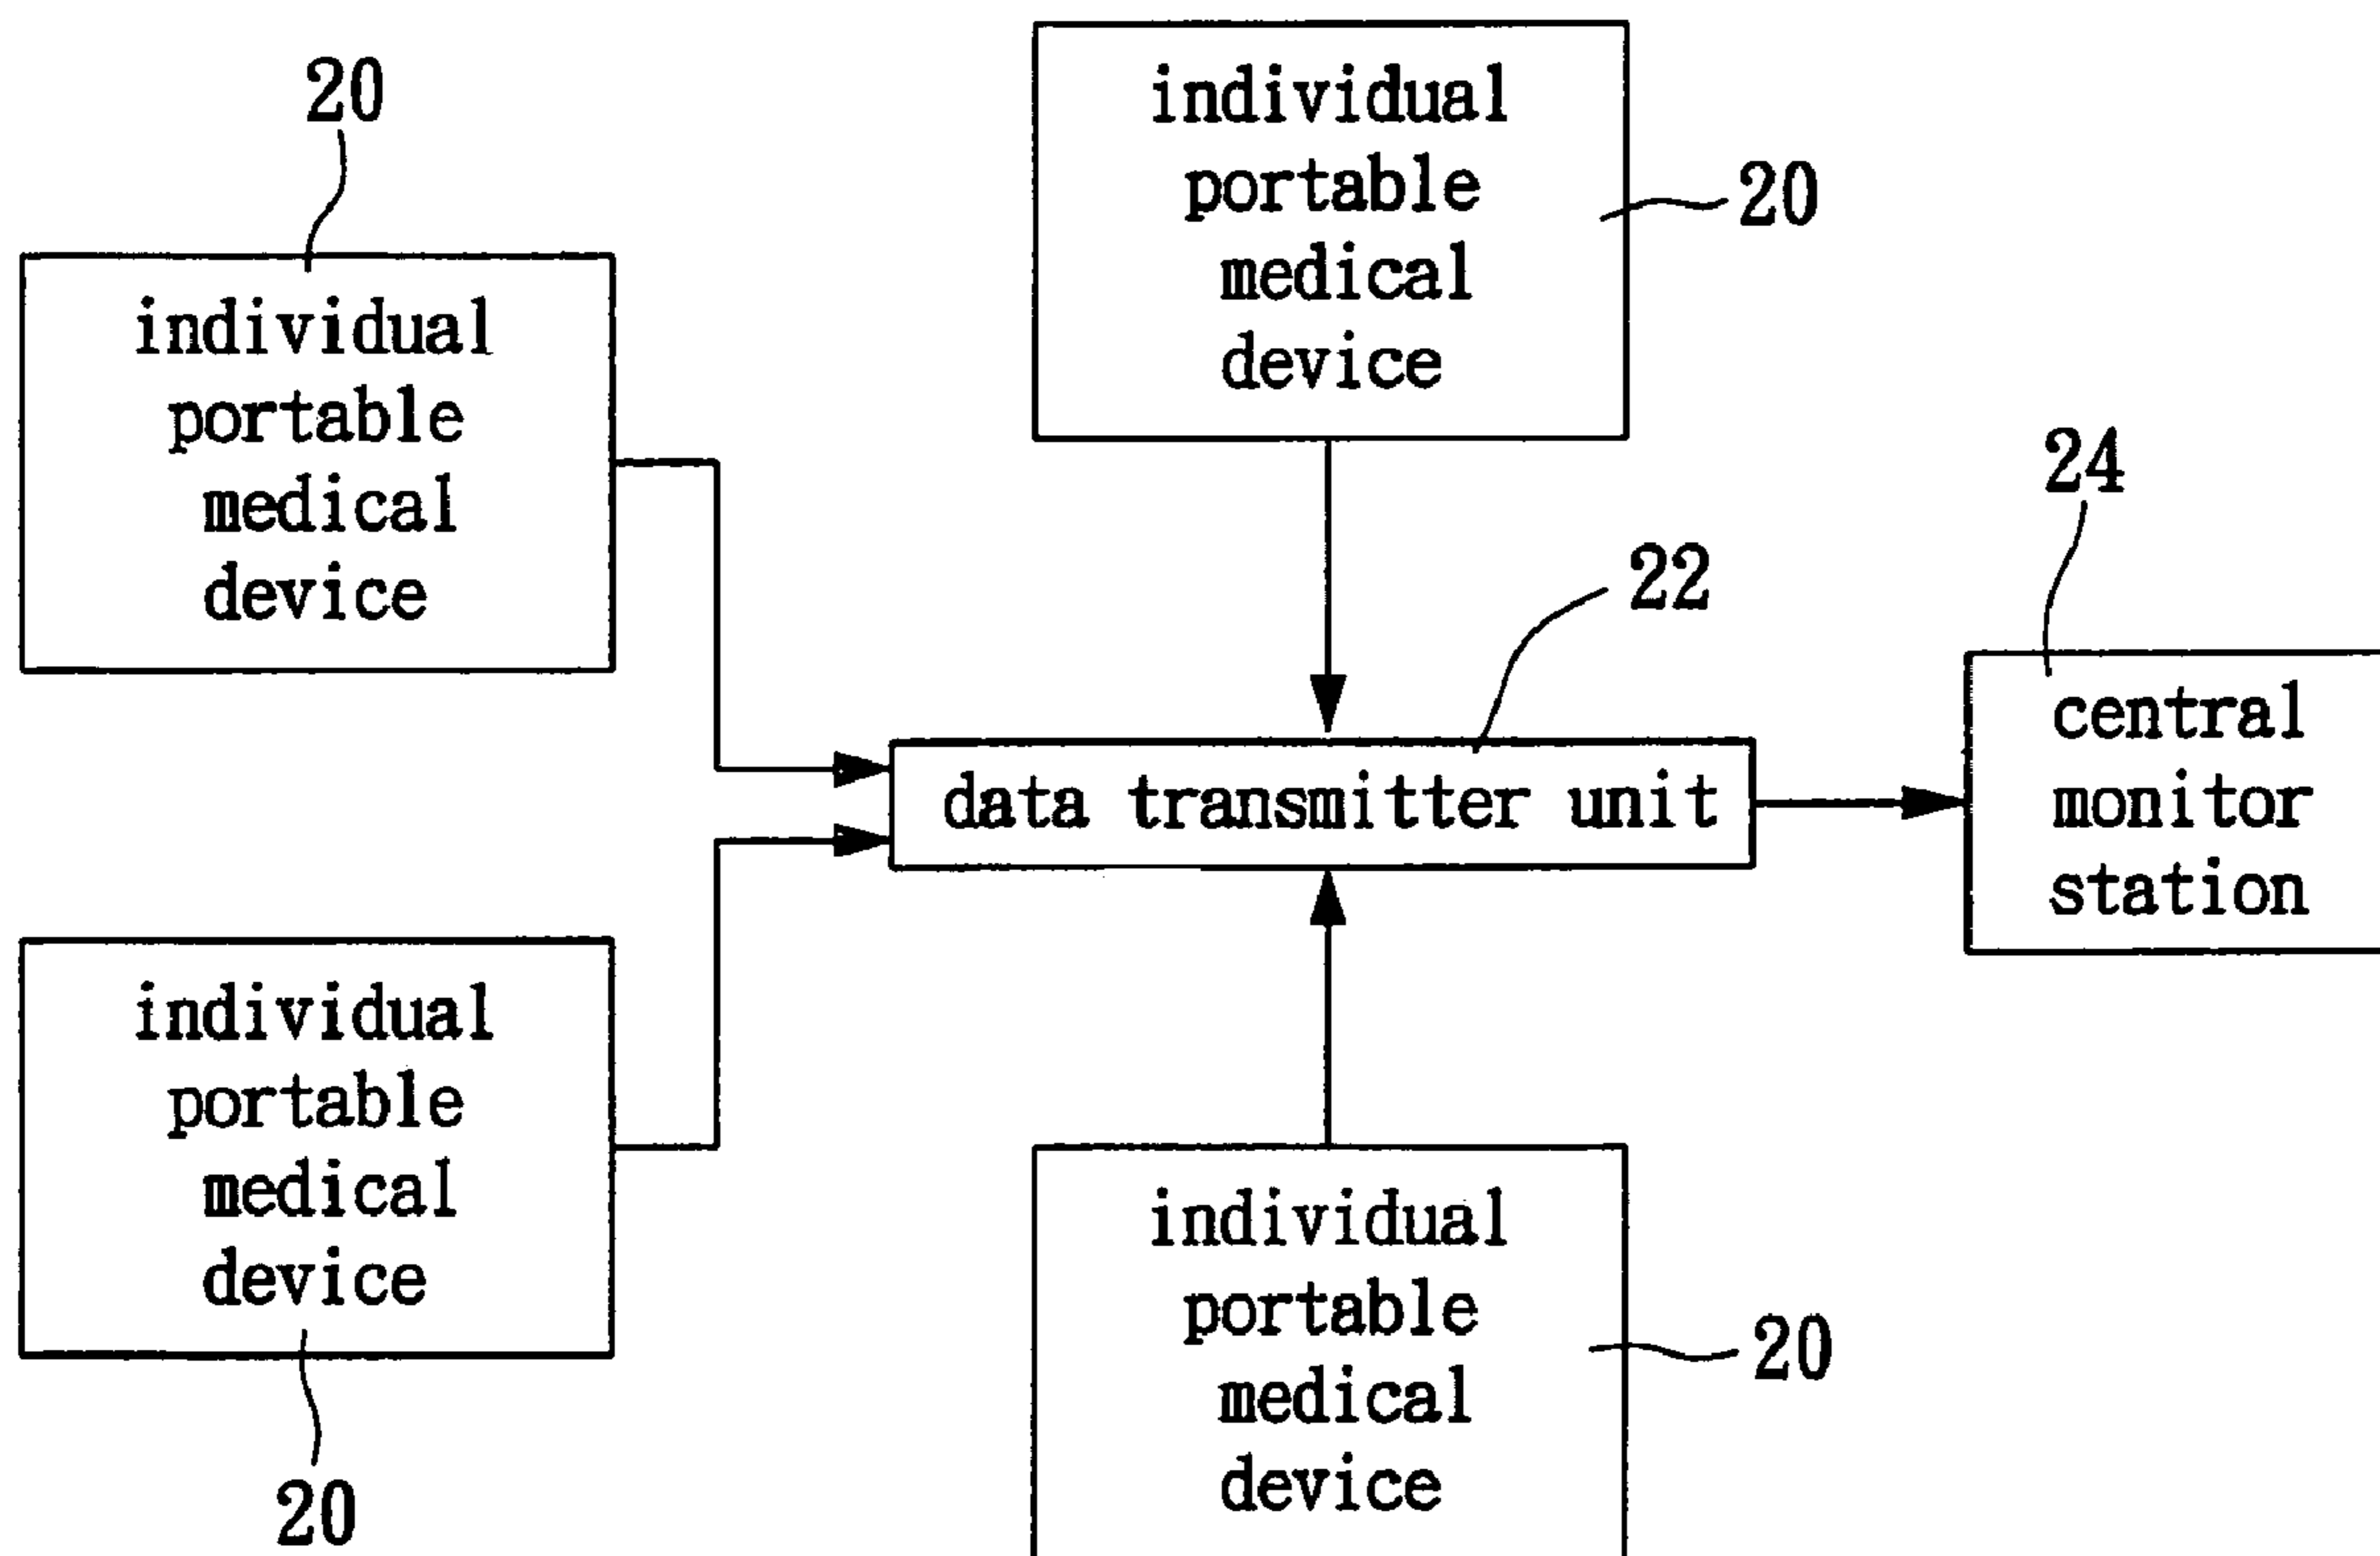 20
individual
portable
medical
device
individual
portable
medical
device
20
individual
portable
medical
device
20
22
data transmitter unit
24
central
monitor
station
individual
portable
medical
device
20
20